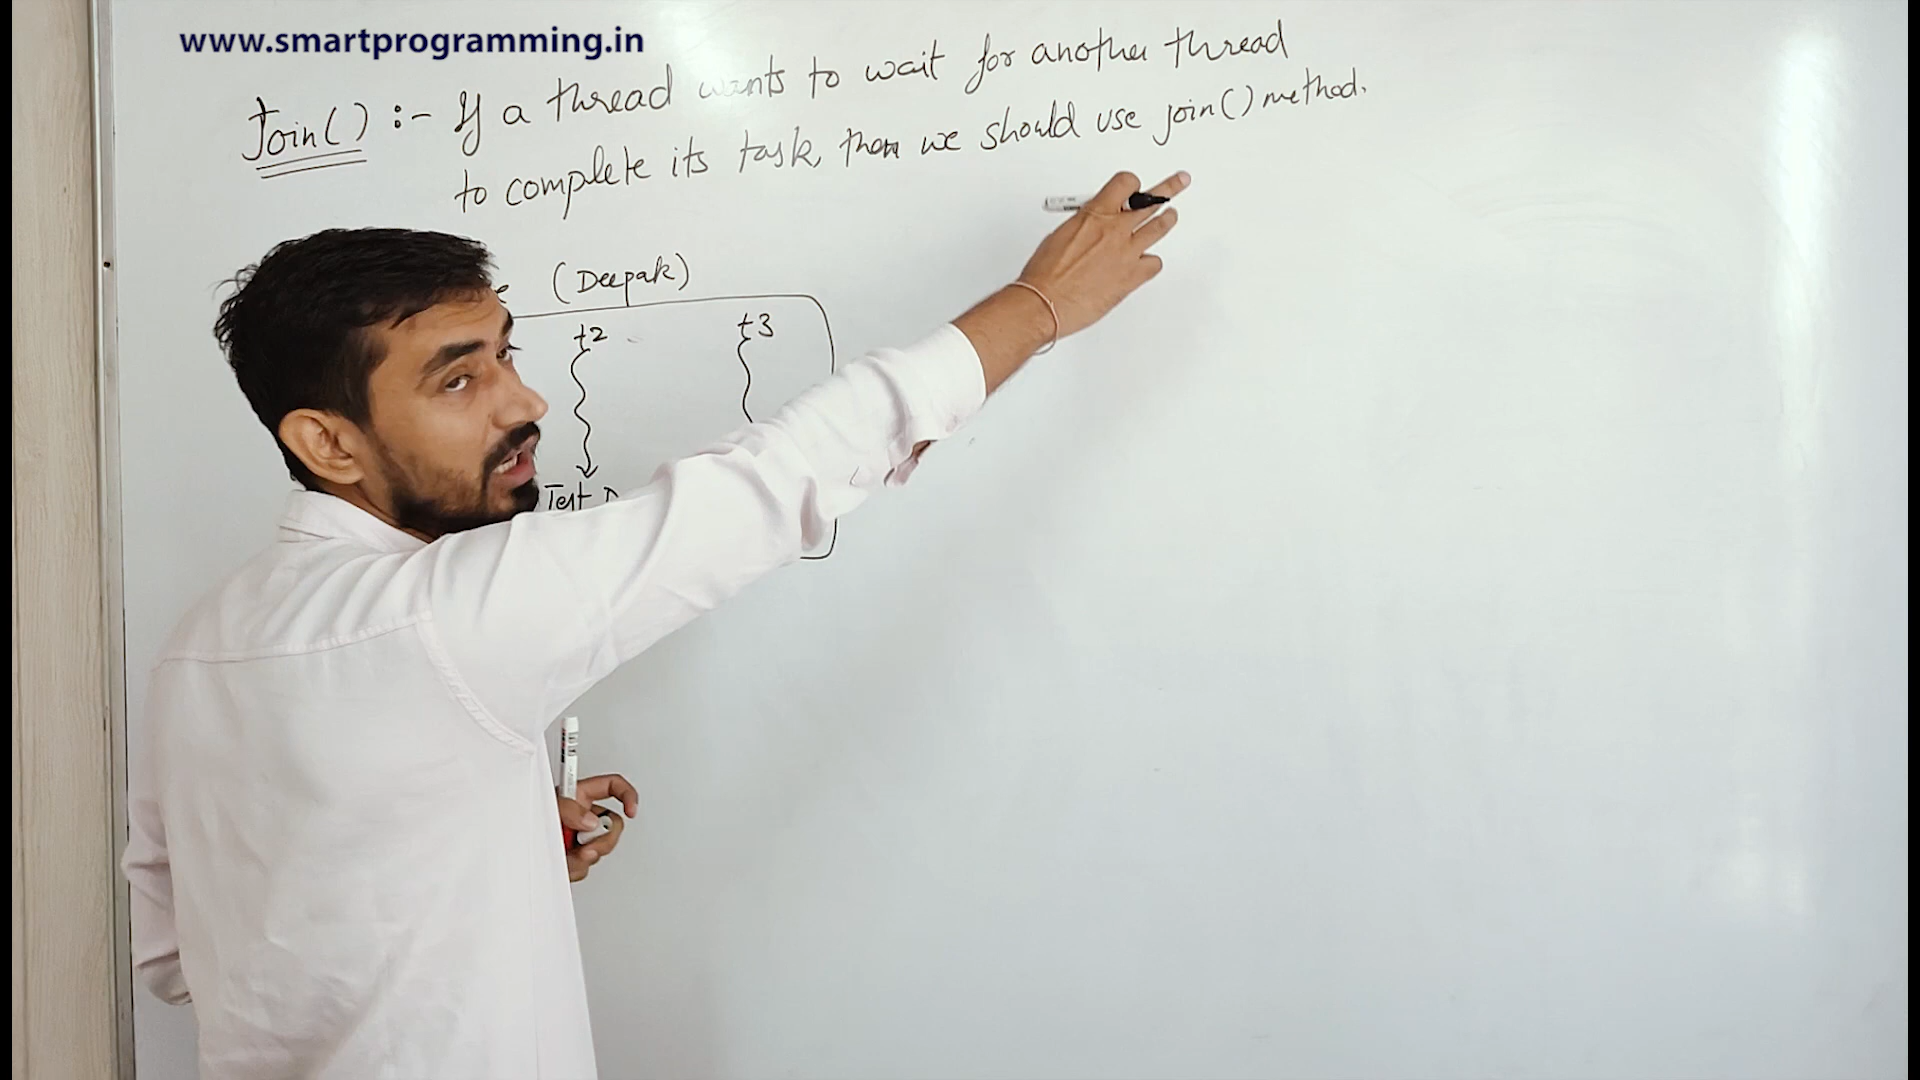 www.smartprogramming.in
Join() :- If a thread wants to wait for another thread
to complete its task, then we should use join() method.
(Deepak)
t2 t3
Test